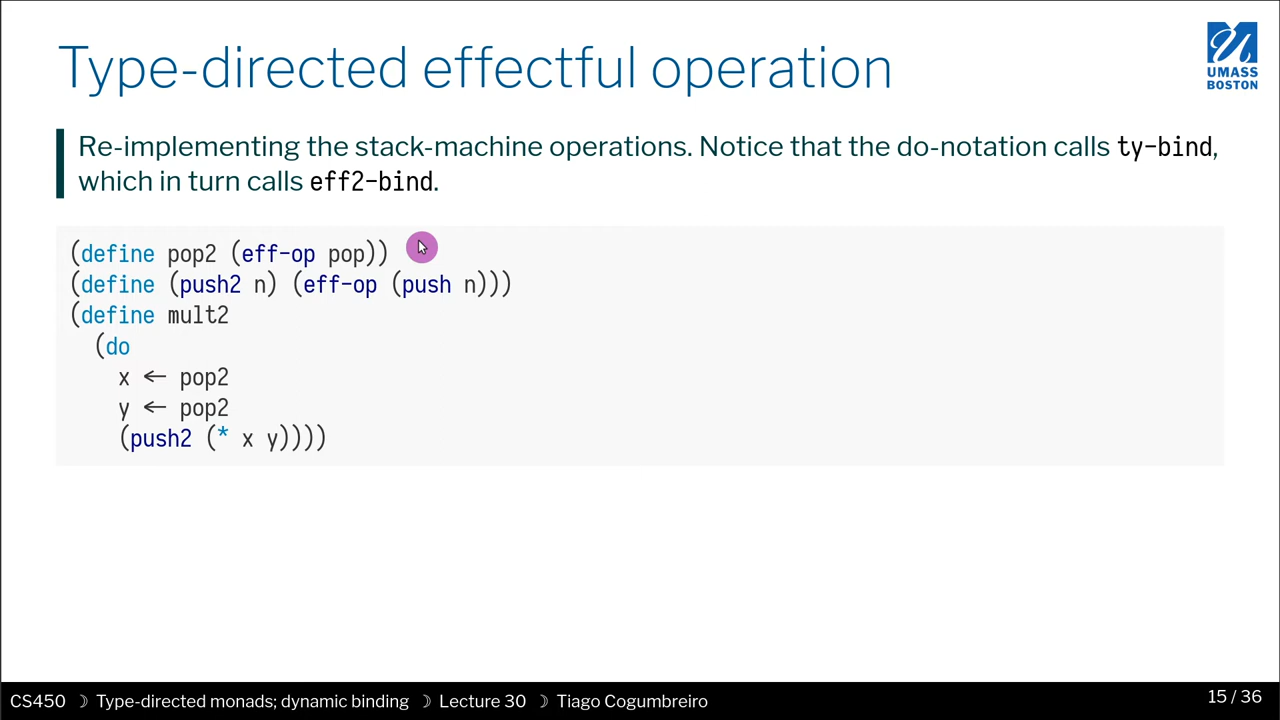 Type-directed effectful operation
UMASS
BOSTON
Re-implementing the stack-machine operations. Notice that the do-notation calls ty-bind,
which in turn calls eff2-bind.
(define pop2 (eff-op pop))
(define (push2 n) (eff-op (push n)))
(define mult2
(do
x ← pop2
y ← pop2
(push2 (* x y))))
CS450 ☽ Type-directed monads; dynamic binding ☽ Lecture 30 ☽ Tiago Cogumbreiro
15 / 36